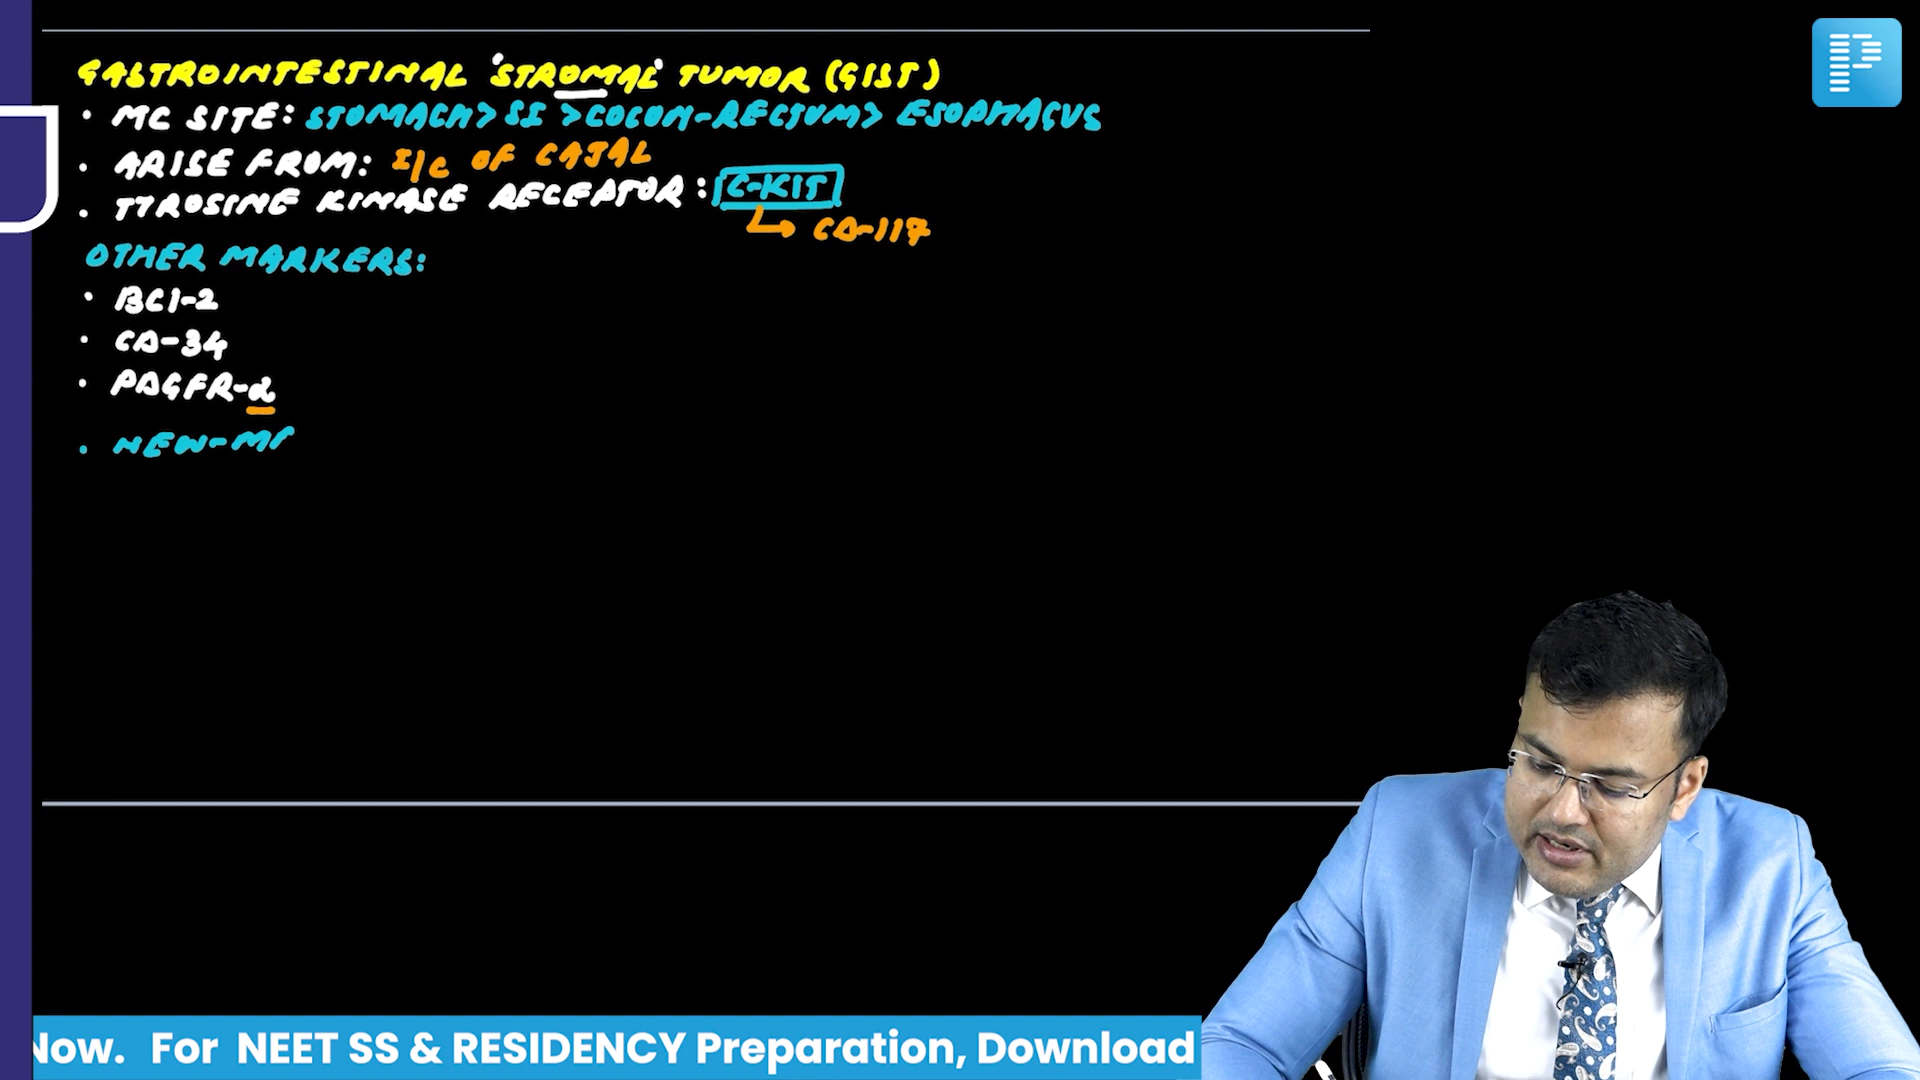 GASTROINTESTINAL 'STROMAL' TUMOR (GIST)
• MC SITE: STOMACH > SI > COLON-RECTUM > ESOPHAGUS
• ARISE FROM: I/C OF CAJAL
• TYROSINE KINASE RECEPTOR: C-KIT
↳ CD-117
OTHER MARKERS:
• BCl-2
• CD-34
• PDGFR-α
• NEW-MA
Now. For NEET SS & RESIDENCY Preparation, Download